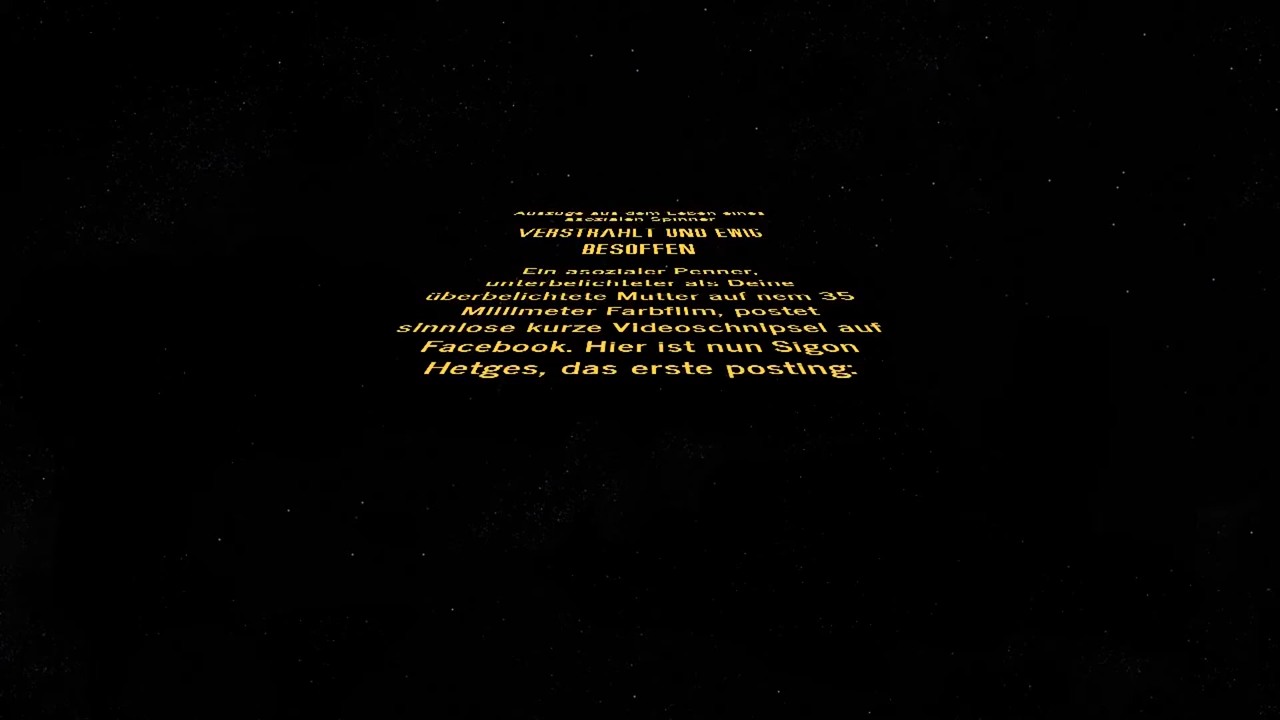 Auszüge aus dem Leben eines
asozialen Spinner
VERSTRAHLT UND EWIG
BESOFFEN
Ein asozialer Penner,
unterbelichteter als Deine
überbelichtete Mutter auf nem 35
Millimeter Farbfilm, postet
sinnlose kurze Videoschnipsel auf
Facebook. Hier ist nun Sigon
Hetges, das erste posting: